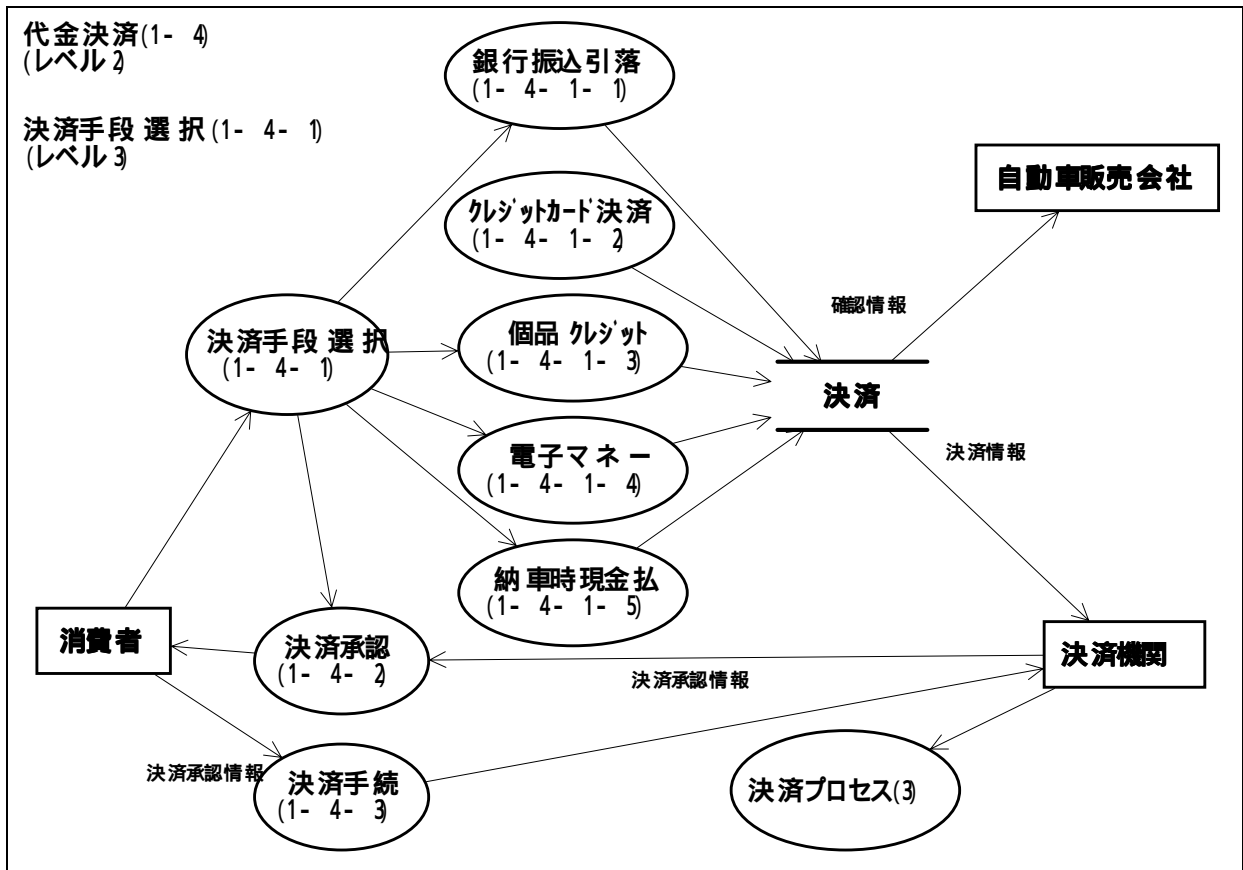 代金決済(1- 4)
(レベル2)
決済手段選択(1- 4- 1)
(レベル3)
銀行振込引落
(1- 4- 1- 1)
クレジットカード決済
(1- 4- 1- 2)
自動車販売会社
確認情報
決済手段選択
(1- 4- 1)
個品クレジット
(1- 4- 1- 3)
決済
電子マネー
(1- 4- 1- 4)
決済情報
納車時現金払
(1- 4- 1- 5)
消費者
決済承認
(1- 4- 2)
決済機関
決済承認情報
決済承認情報
決済手続
(1- 4- 3)
決済プロセス(3)